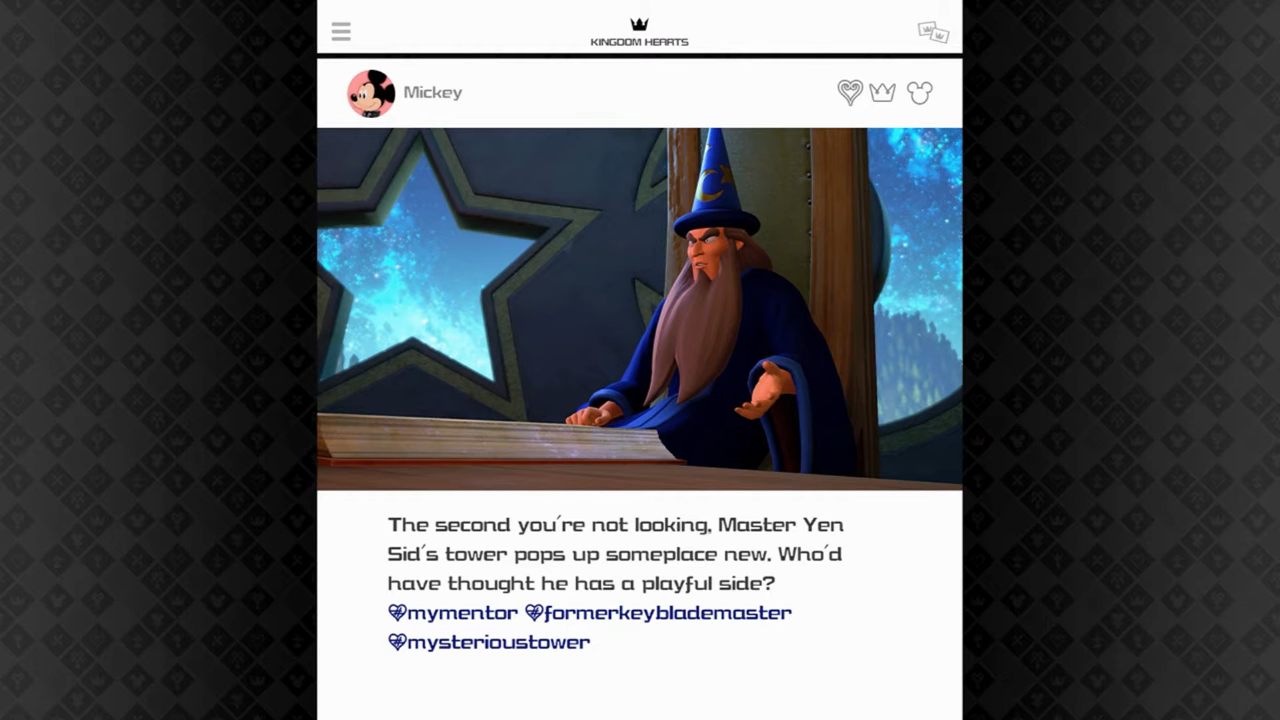 KINGDOM HEARTS
Mickey
The second you're not looking, Master Yen
Sid's tower pops up someplace new. Who'd
have thought he has a playful side?
#mymentor #formerkeyblademaster
#mysterioustower